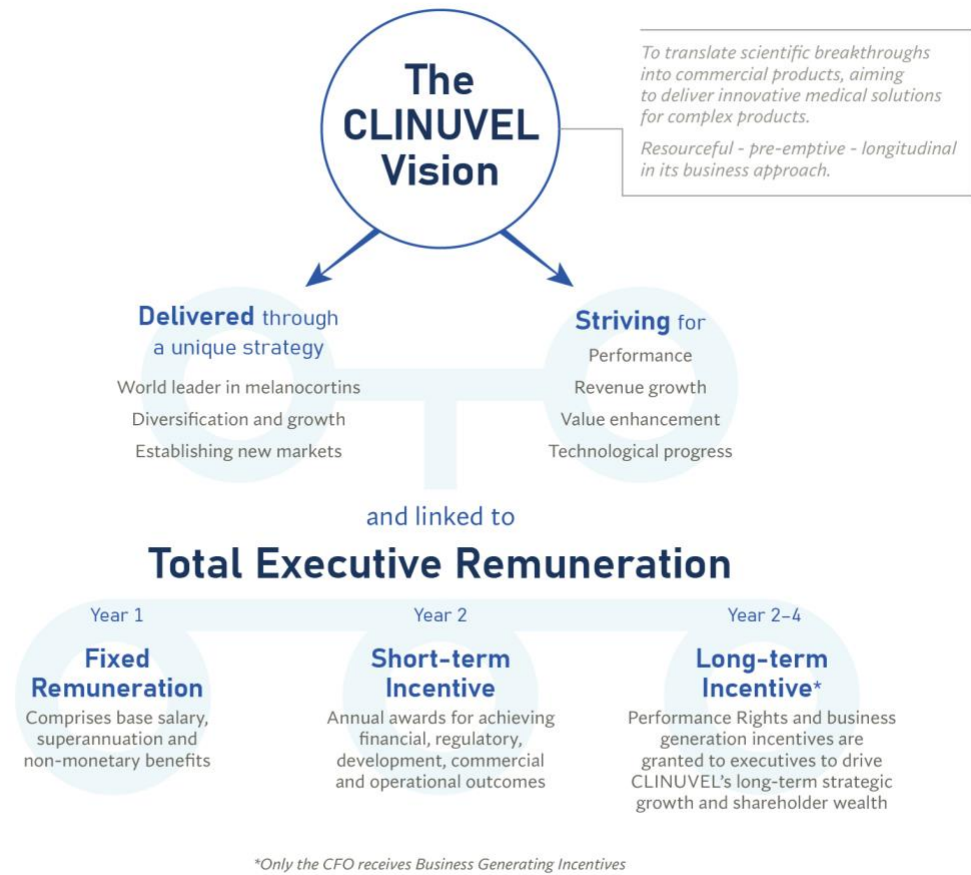 The
CLINUVEL
Vision
To translate scientific breakthroughs
into commercial products, aiming
to deliver innovative medical solutions
for complex products.
Resourceful - pre-emptive - longitudinal
in its business approach.
Delivered through
a unique strategy
World leader in melanocortins
Diversification and growth
Establishing new markets
Striving for
Performance
Revenue growth
Value enhancement
Technological progress
and linked to
Total Executive Remuneration
Year 1
Fixed
Remuneration
Comprises base salary,
superannuation and
non-monetary benefits
Year 2
Short-term
Incentive
Annual awards for achieving
financial, regulatory,
development, commercial
and operational outcomes
Year 2–4
Long-term
Incentive*
Performance Rights and business
generation incentives are
granted to executives to drive
CLINUVEL's long-term strategic
growth and shareholder wealth
*Only the CFO receives Business Generating Incentives